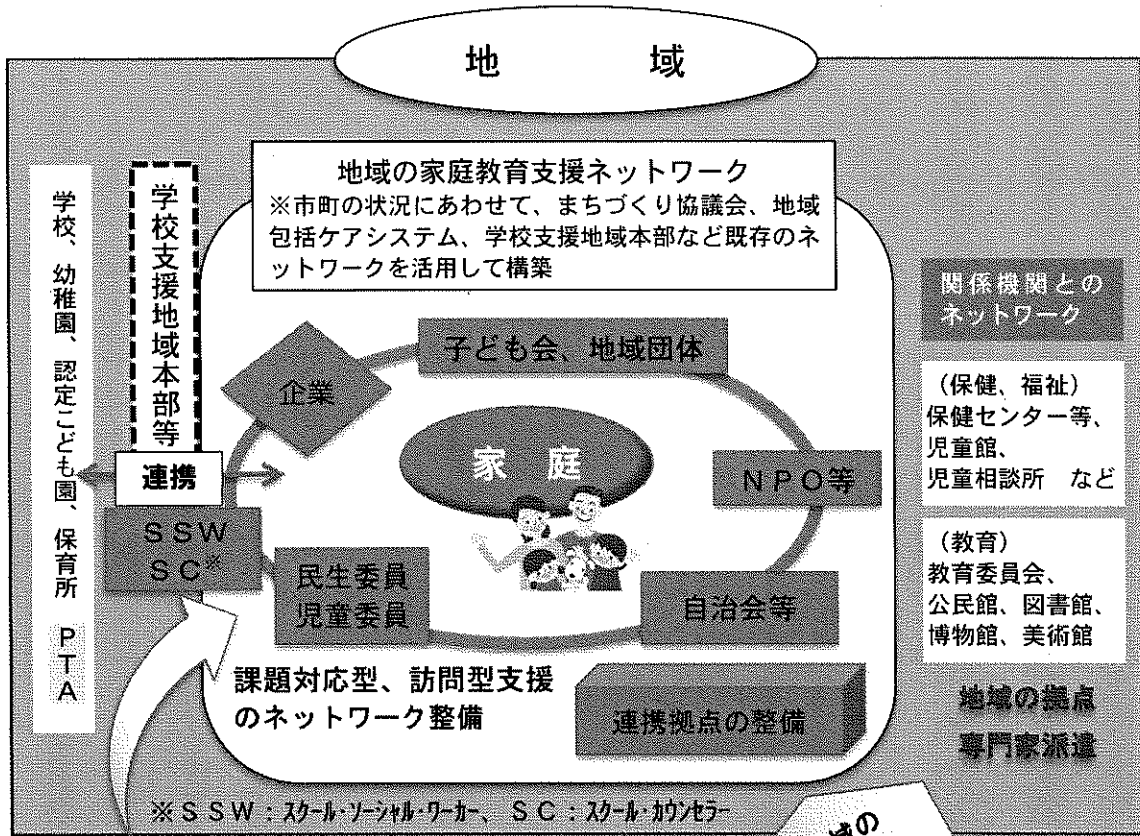 地　域
地域の家庭教育支援ネットワーク
※市町の状況にあわせて、まちづくり協議会、地域
包括ケアシステム、学校支援地域本部など既存のネ
ットワークを活用して構築
学校、幼稚園、認定こども園、保育所　ＰＴＡ
学校支援地域本部等
連携
ＳＳＷ
ＳＣ※
企業
子ども会、地域団体
家　庭
ＮＰＯ等
民生委員
児童委員
自治会等
課題対応型、訪問型支援
のネットワーク整備
連携拠点の整備
関係機関との
ネットワーク
（保健、福祉）
保健センター等、
児童館、
児童相談所　など
（教育）
教育委員会、
公民館、図書館、
博物館、美術館
地域の拠点
専門家派遣
※ＳＳＷ：ｽｸｰﾙ･ｿｰｼｬﾙ･ﾜｰｶｰ、ＳＣ：ｽｸｰﾙ･ｶｳﾝｾﾗｰ
の